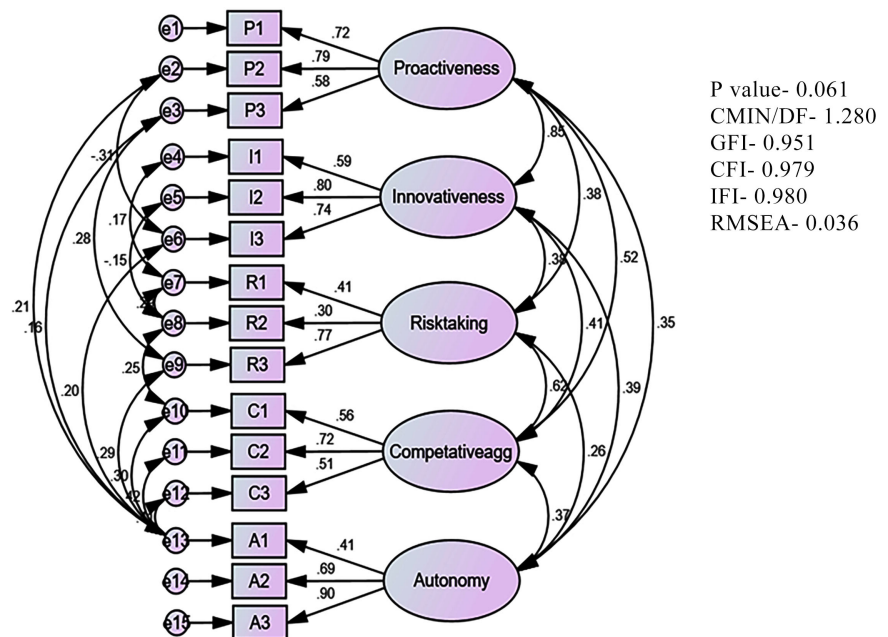 e1 P1 .72
e2 P2 .79 Proactiveness
e3 P3 .58
P value- 0.061
CMIN/DF- 1.280
GFI- 0.951
CFI- 0.979
IFI- 0.980
RMSEA- 0.036
.85
-.31
e4 I1 .59
e5 I2 .80 Innovativeness .38
e6 I3 .74
.17
.28
-.15
.38 .52
e7 R1 .41
e8 R2 .30 Risktaking .41 .35
e9 R3 .77
.21
.16
.25
.20
.62 .39
e10 C1 .56
e11 C2 .72 Competativeagg .26
e12 C3 .51
.29
.30
.42
.37
e13 A1 .41
e14 A2 .69 Autonomy
e15 A3 .90